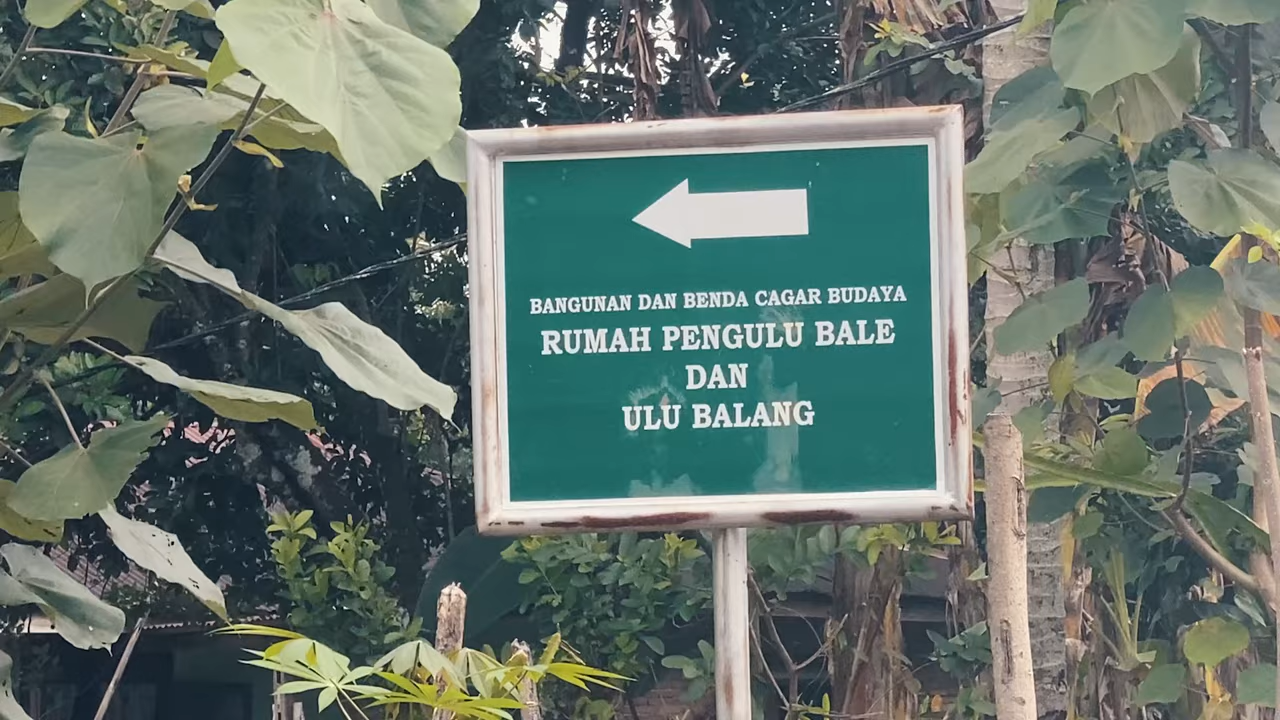 BANGUNAN DAN BENDA CAGAR BUDAYA
RUMAH PENGULU BALE
DAN
ULU BALANG